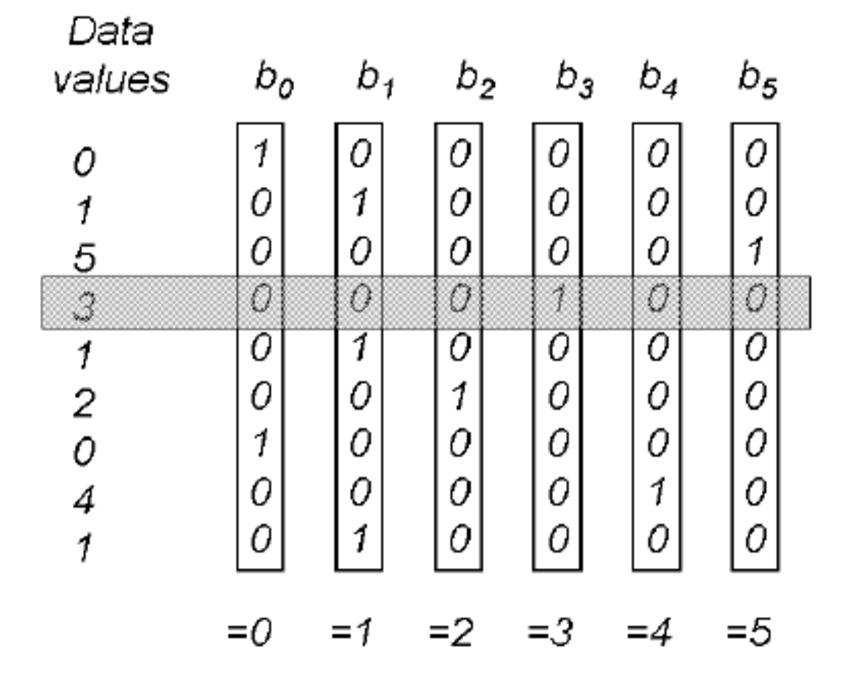 Data
values b0 b1 b2 b3 b4 b5
0 1 0 0 0 0 0
1 0 1 0 0 0 0
5 0 0 0 0 0 1
3 0 0 0 1 0 0
1 0 1 0 0 0 0
2 0 0 1 0 0 0
0 1 0 0 0 0 0
4 0 0 0 0 1 0
1 0 1 0 0 0 0
=0 =1 =2 =3 =4 =5